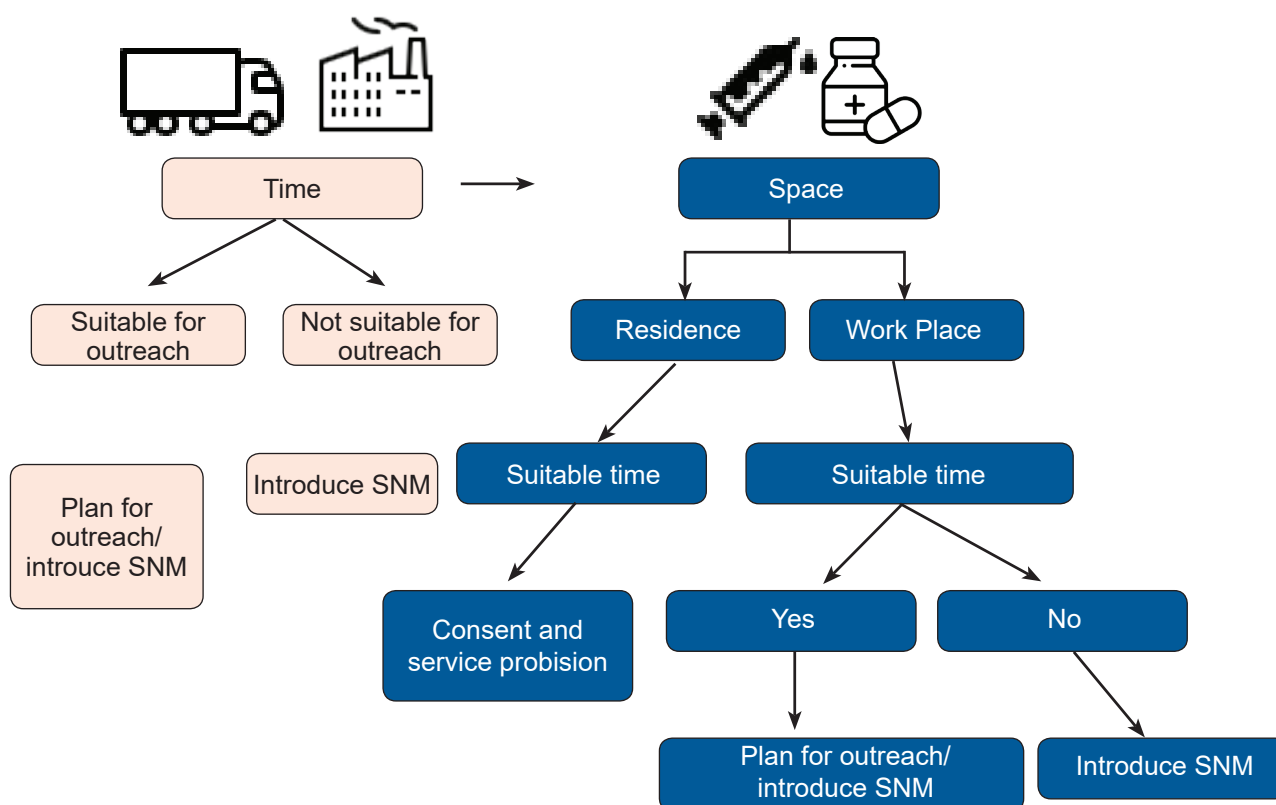 Time
Space
Suitable for
outreach
Not suitable for
outreach
Residence
Work Place
Plan for
outreach/
introuce SNM
Introduce SNM
Suitable time
Suitable time
Consent and
service probision
Yes
No
Plan for outreach/
introduce SNM
Introduce SNM